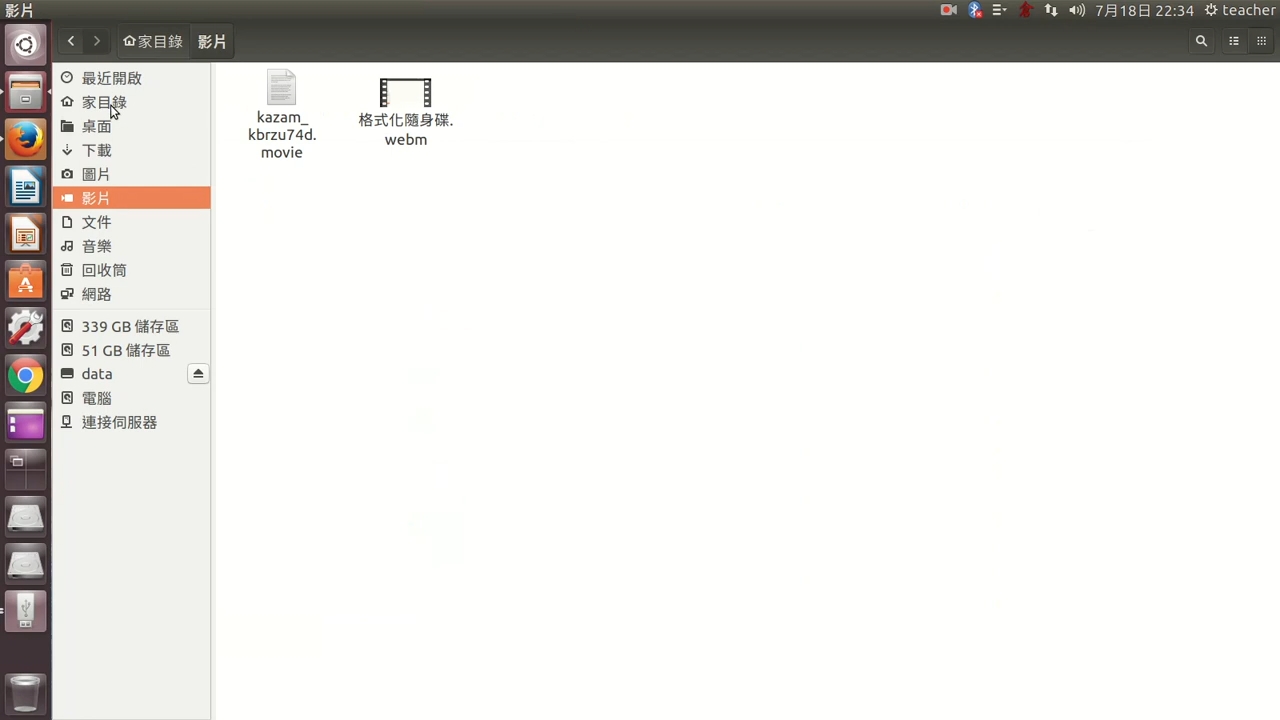 影片
7月18日 22:34
teacher
家目錄
影片
最近開啟
家目錄
桌面
下載
圖片
影片
文件
音樂
回收筒
網路
339 GB 儲存區
51 GB 儲存區
data
電腦
連接伺服器
kazam_
kbrzu74d.
movie
格式化隨身碟.
webm